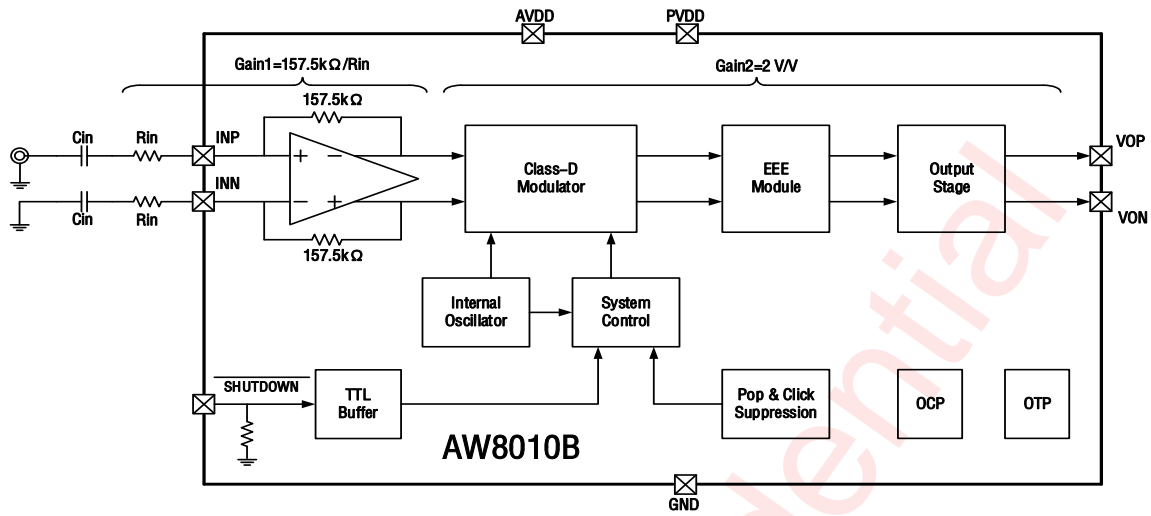 AVDD
PVDD
Gain1=157.5kΩ/Rin
Gain2=2 V/V
157.5kΩ
Cin
Rin
INP
VOP
Class-D
Modulator
EEE
Module
Output
Stage
INN
Cin
Rin
VON
157.5kΩ
Internal
Oscillator
System
Control
SHUTDOWN
TTL
Buffer
Pop & Click
Suppression
OCP
OTP
AW8010B
GND
dential